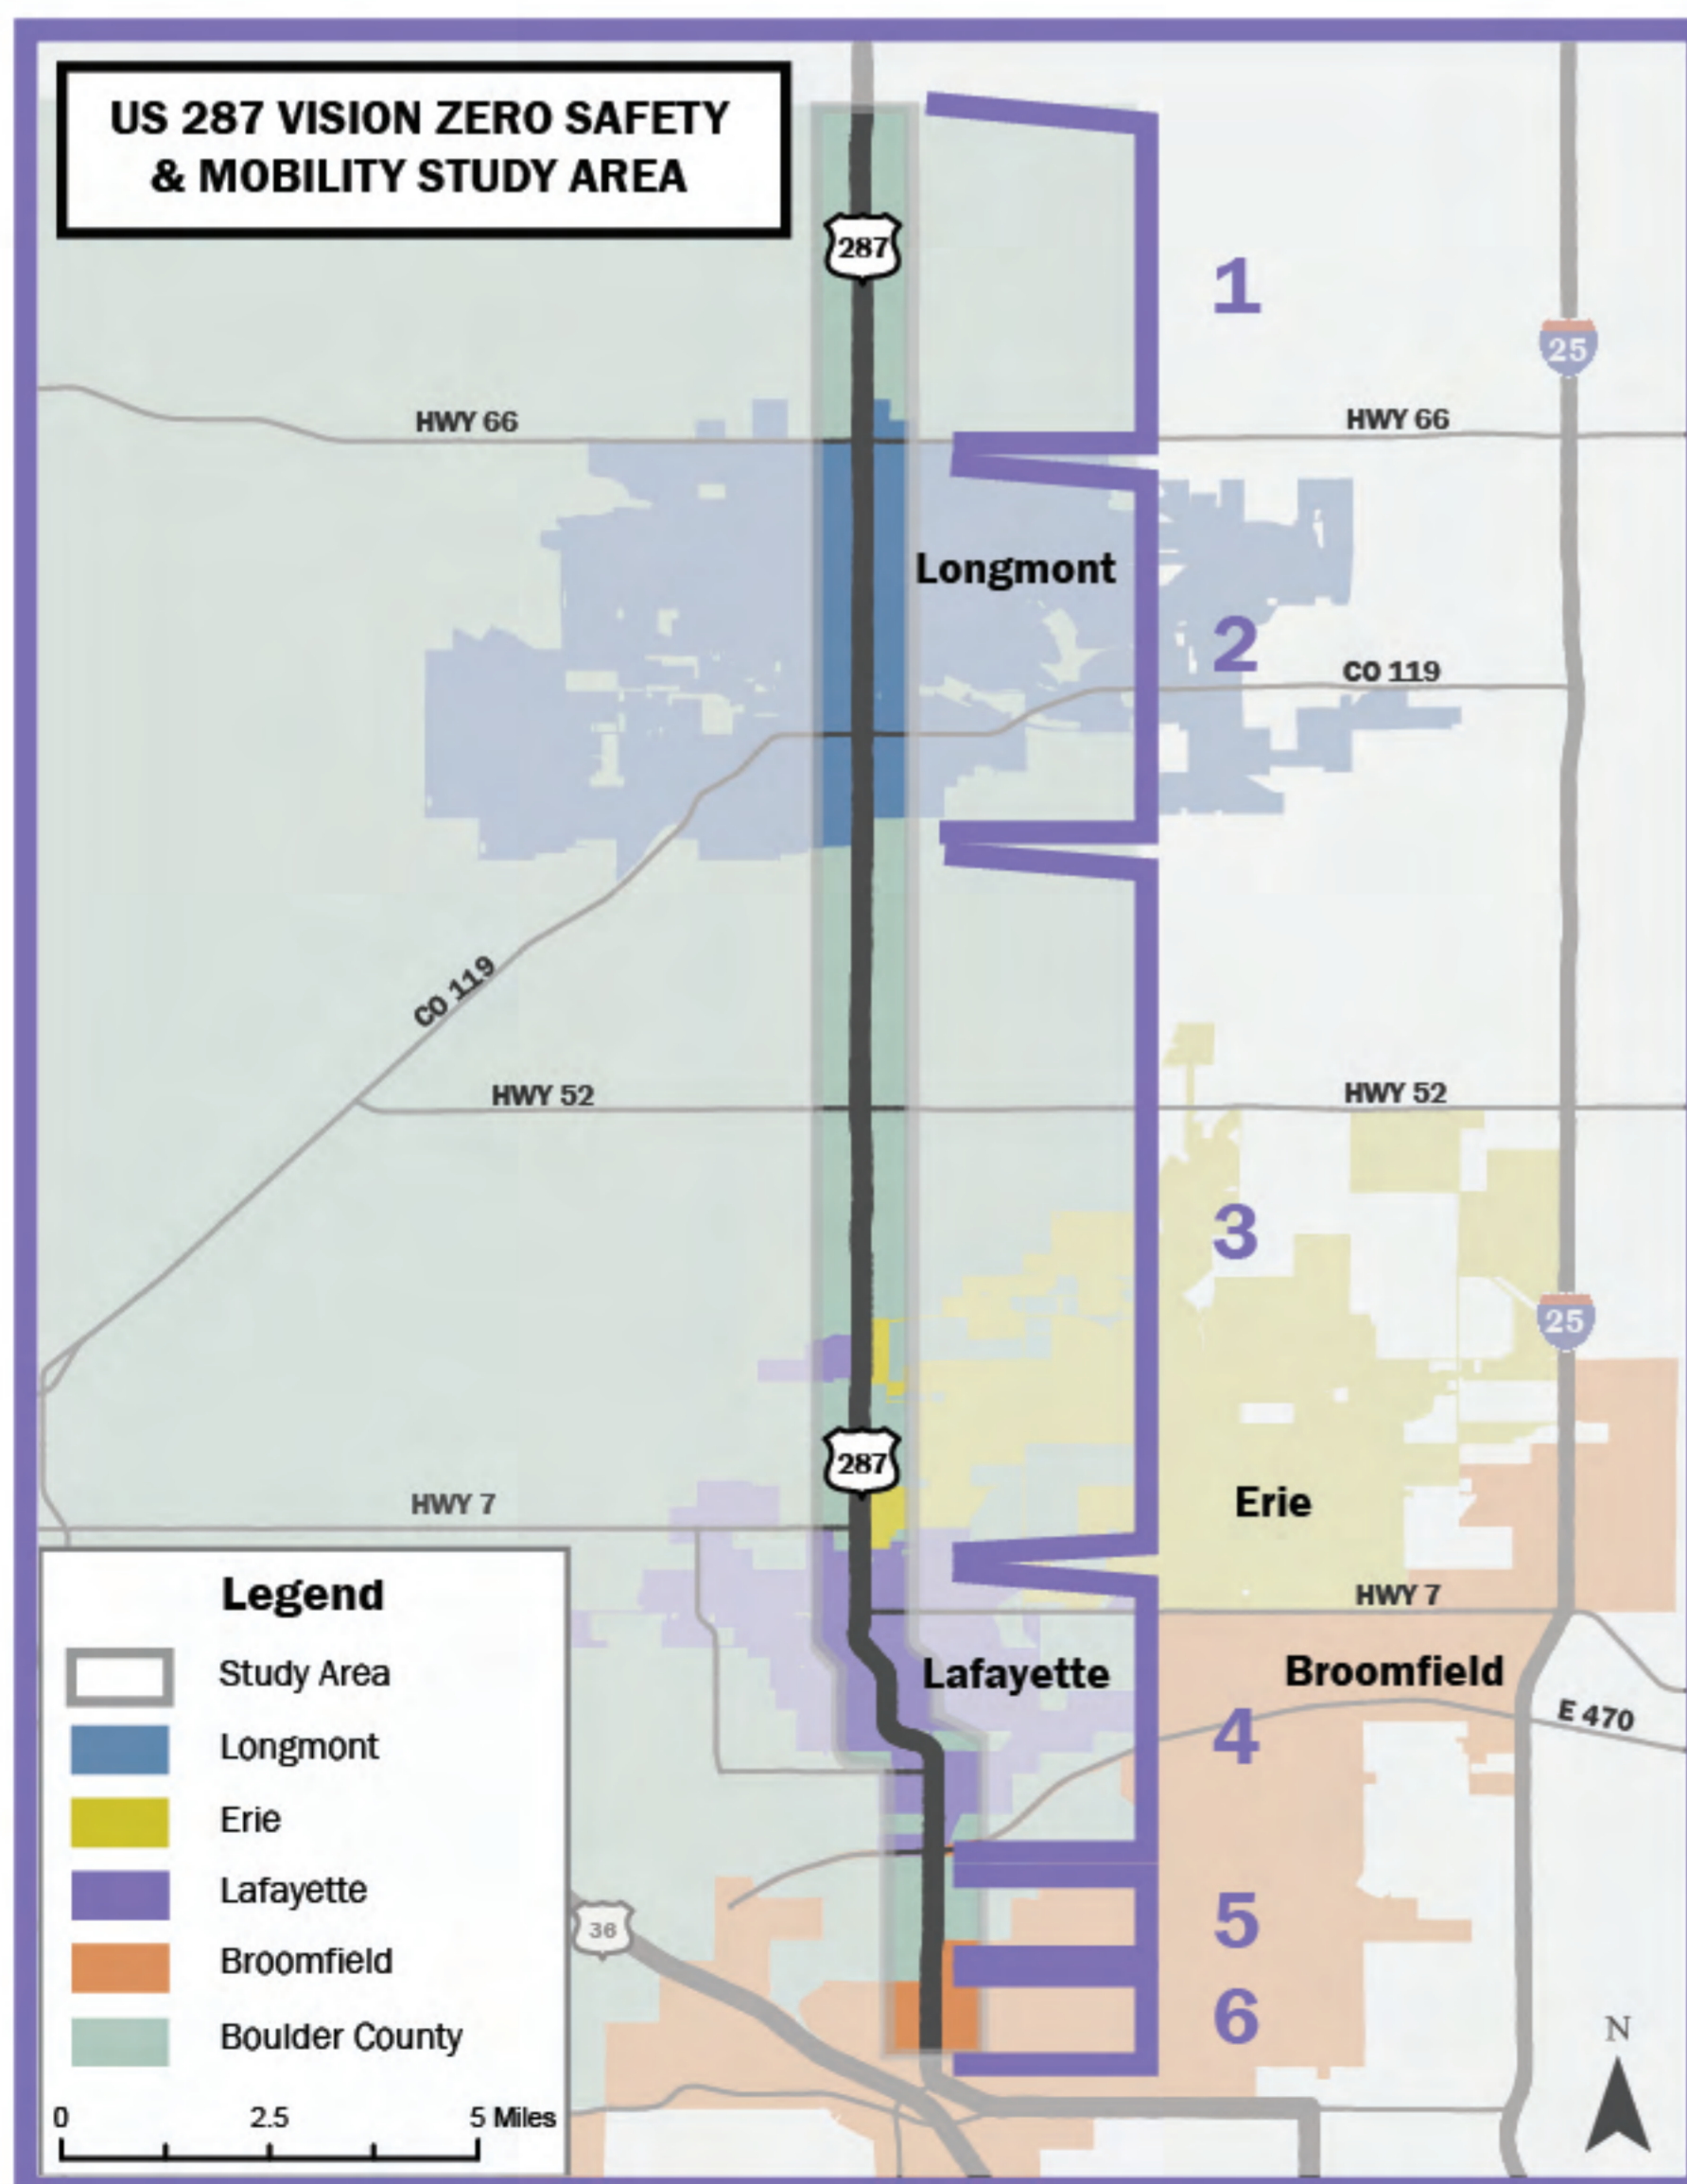 US 287 VISION ZERO SAFETY
& MOBILITY STUDY AREA
287
1
25
HWY 66
HWY 66
Longmont
2
CO 119
CO 119
HWY 52
HWY 52
3
25
287
HWY 7
Erie
HWY 7
Lafayette
Broomfield
E 470
4
36
5
6
Legend
Study Area
Longmont
Erie
Lafayette
Broomfield
Boulder County
0 2.5 5 Miles
N